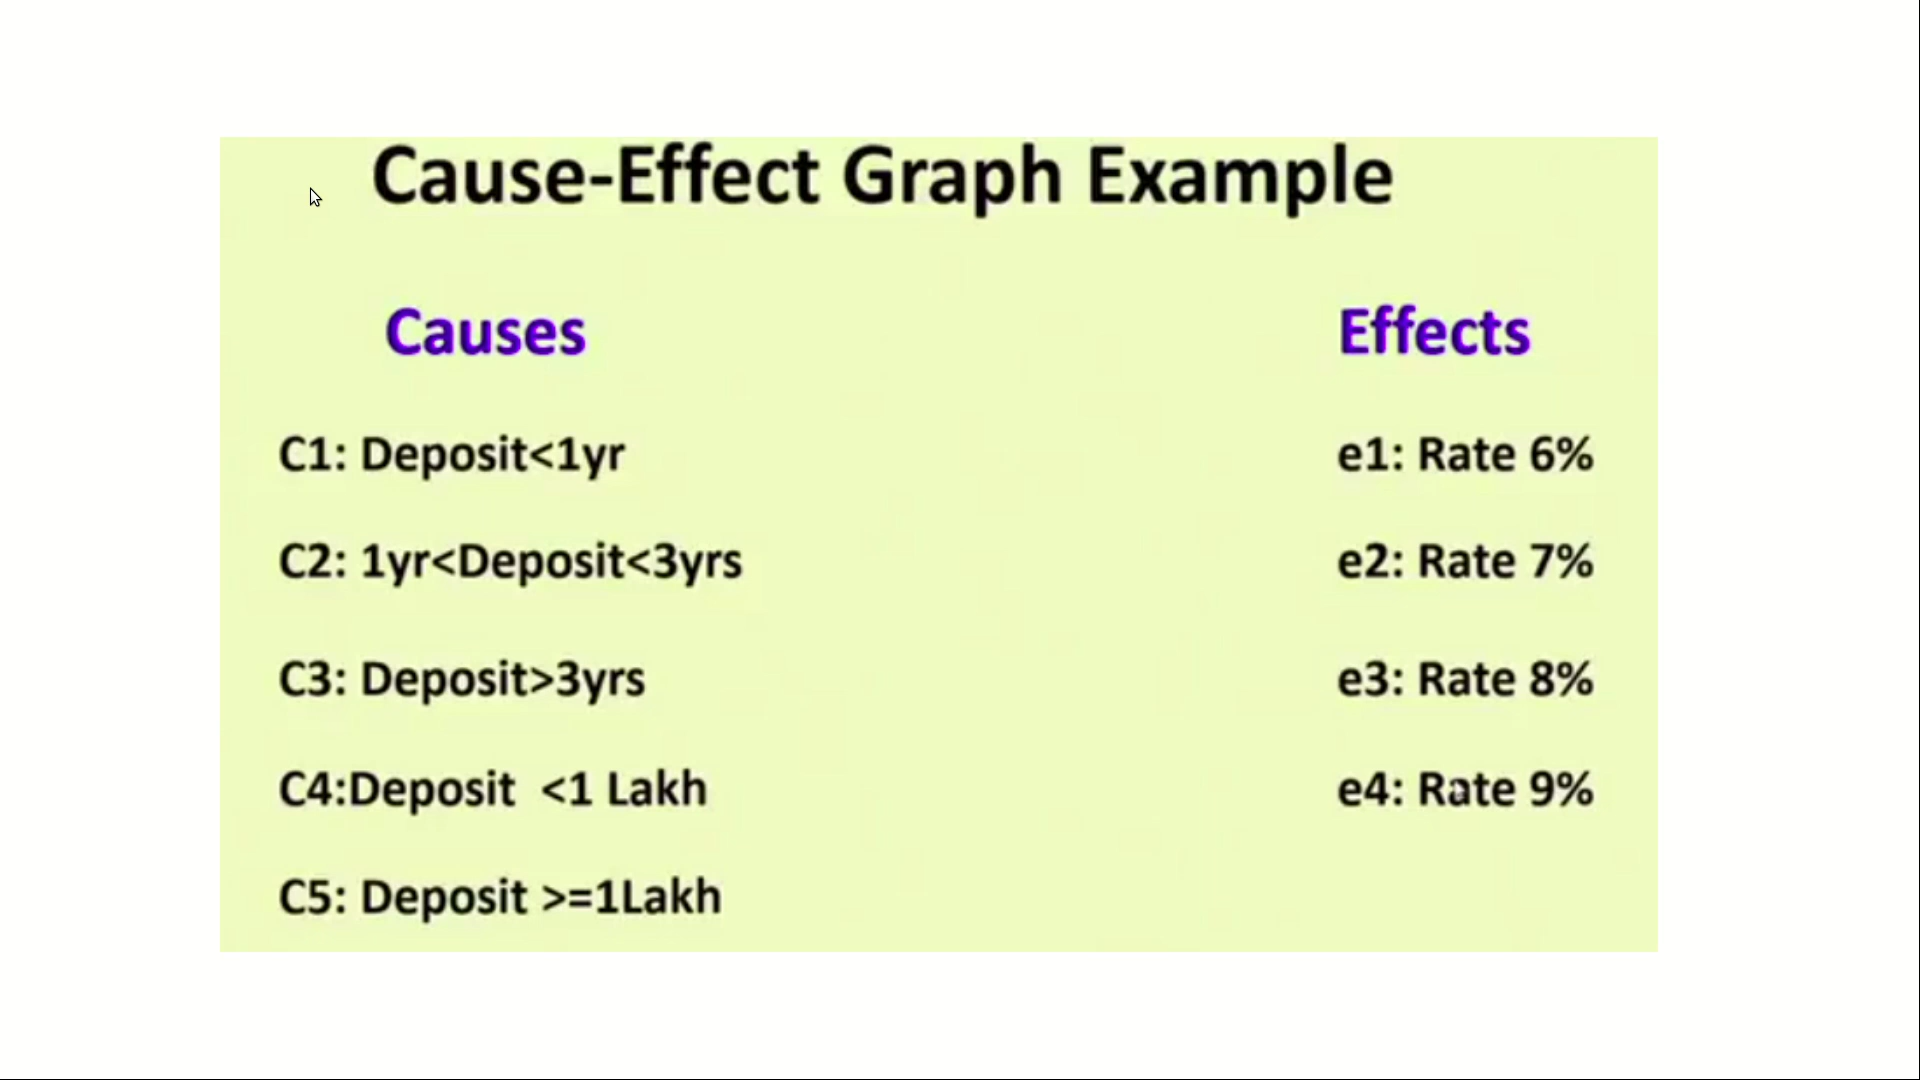 Cause-Effect Graph Example
Causes Effects
C1: Deposit<1yr e1: Rate 6%
C2: 1yr<Deposit<3yrs e2: Rate 7%
C3: Deposit>3yrs e3: Rate 8%
C4:Deposit <1 Lakh e4: Rate 9%
C5: Deposit >=1Lakh